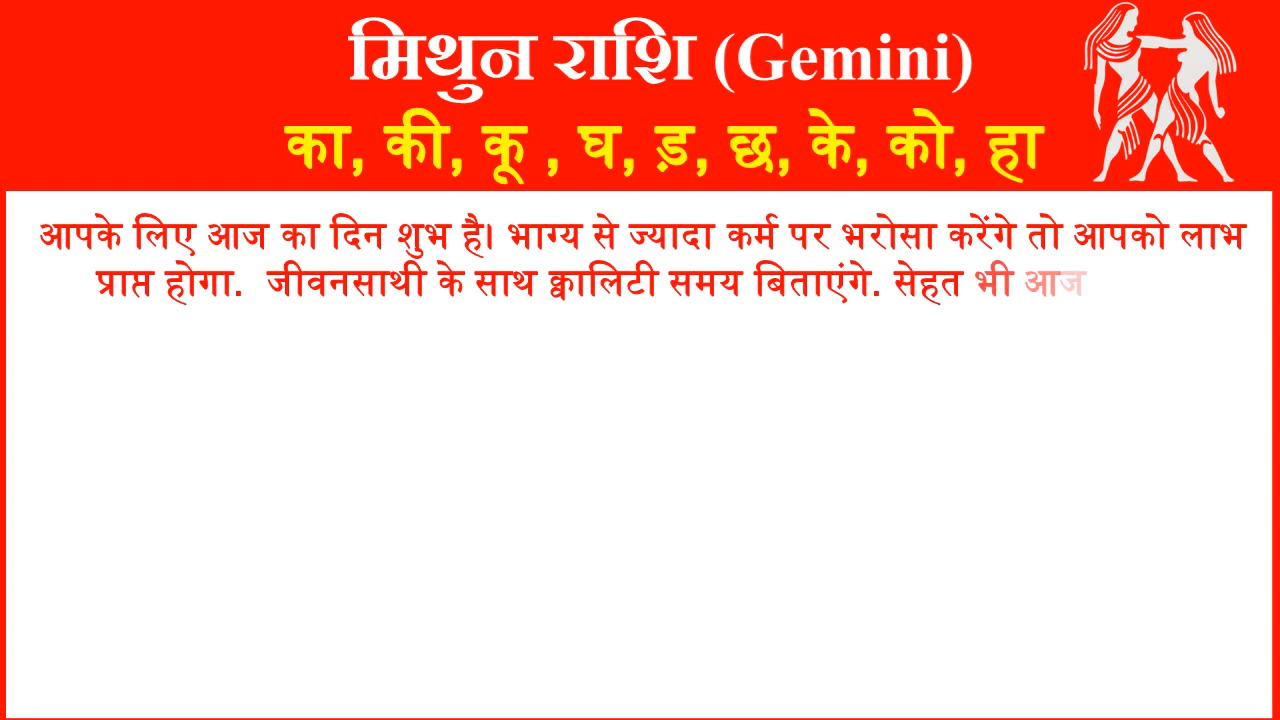 मिथुन राशि (Gemini)
का, की, कू , घ, ड़, छ, के, को, हा
आपके लिए आज का दिन शुभ है। भाग्य से ज्यादा कर्म पर भरोसा करेंगे तो आपको लाभ
प्राप्त होगा. जीवनसाथी के साथ क्वालिटी समय बिताएंगे. सेहत भी आज